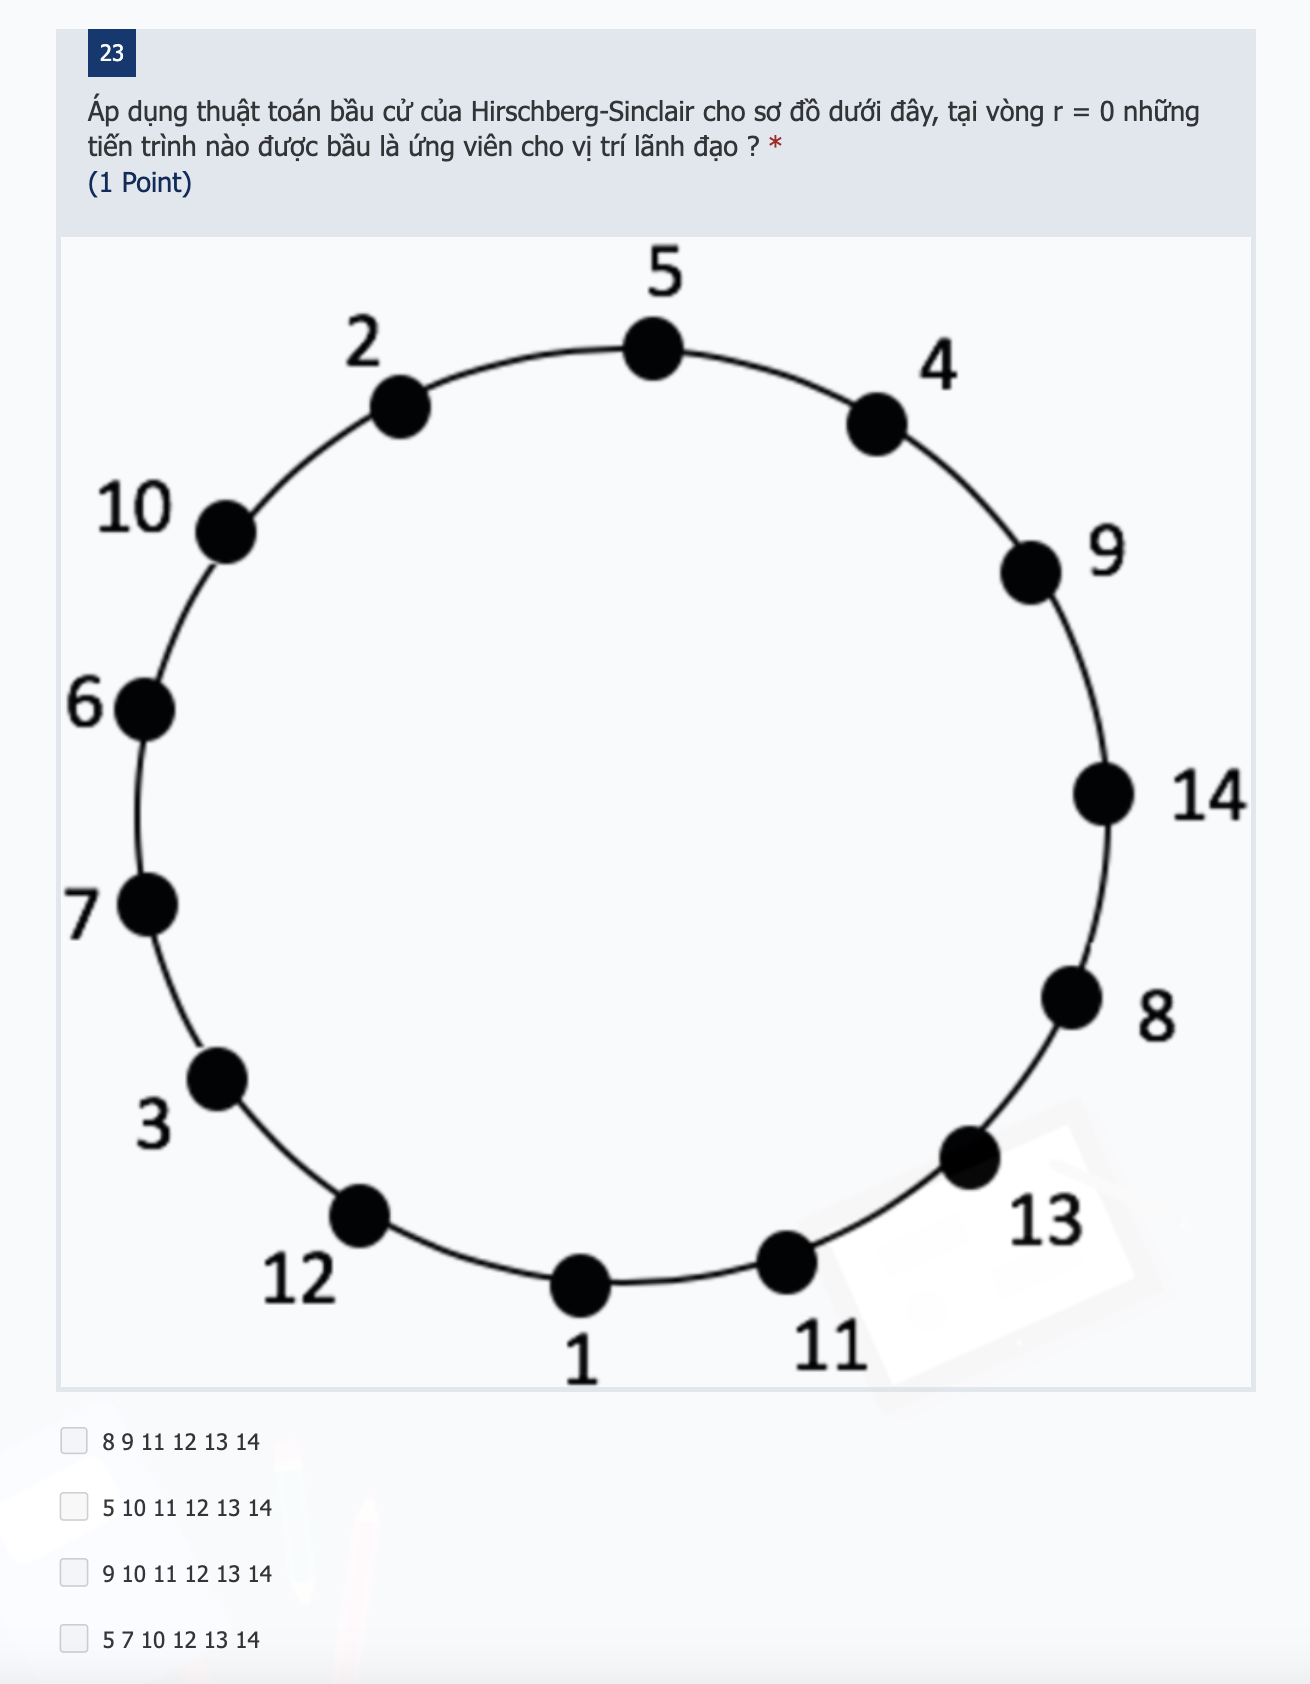 23
Áp dụng thuật toán bầu cử của Hirschberg-Sinclair cho sơ đồ dưới đây, tại vòng r = 0 những
tiến trình nào được bầu là ứng viên cho vị trí lãnh đạo ? *
(1 Point)
5
2
4
10
9
6
14
7
8
3
13
12
11
1
8 9 11 12 13 14
5 10 11 12 13 14
9 10 11 12 13 14
5 7 10 12 13 14